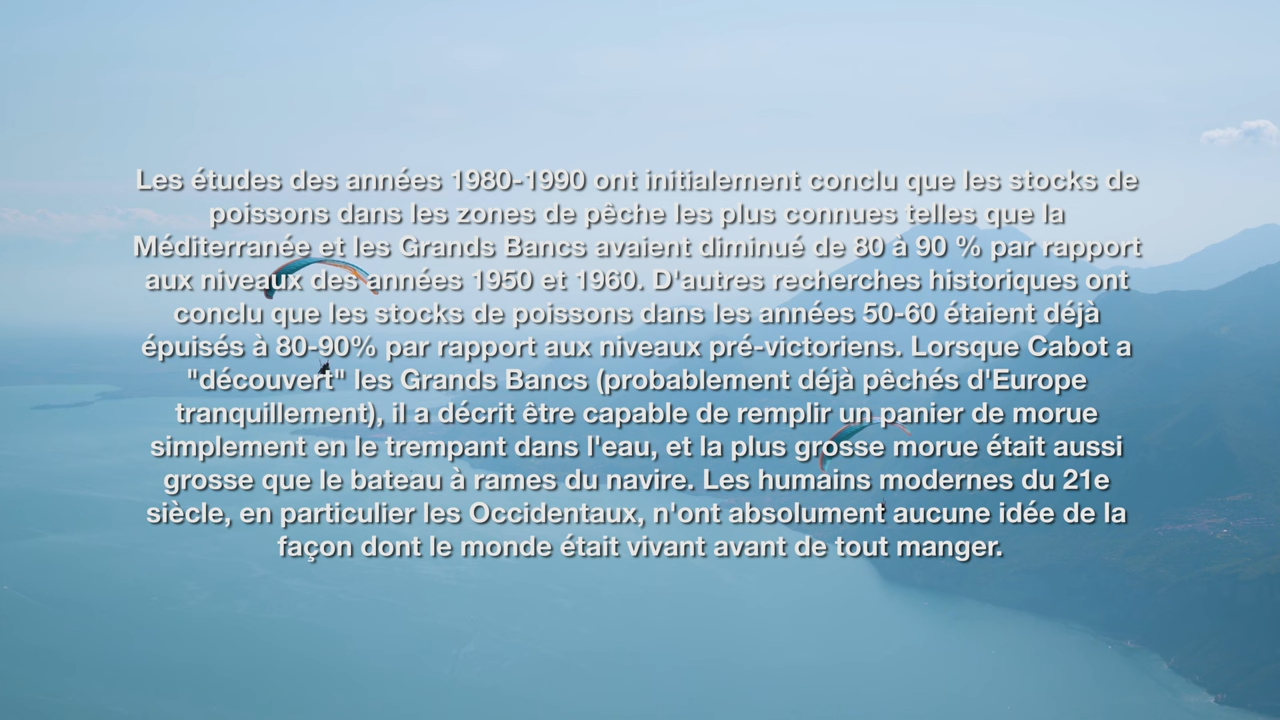 Les études des années 1980-1990 ont initialement conclu que les stocks de
poissons dans les zones de pêche les plus connues telles que la
Méditerranée et les Grands Bancs avaient diminué de 80 à 90 % par rapport
aux niveaux des années 1950 et 1960. D'autres recherches historiques ont
conclu que les stocks de poissons dans les années 50-60 étaient déjà
épuisés à 80-90% par rapport aux niveaux pré-victoriens. Lorsque Cabot a
"découvert" les Grands Bancs (probablement déjà pêchés d'Europe
tranquillement), il a décrit être capable de remplir un panier de morue
simplement en le trempant dans l'eau, et la plus grosse morue était aussi
grosse que le bateau à rames du navire. Les humains modernes du 21e
siècle, en particulier les Occidentaux, n'ont absolument aucune idée de la
façon dont le monde était vivant avant de tout manger.